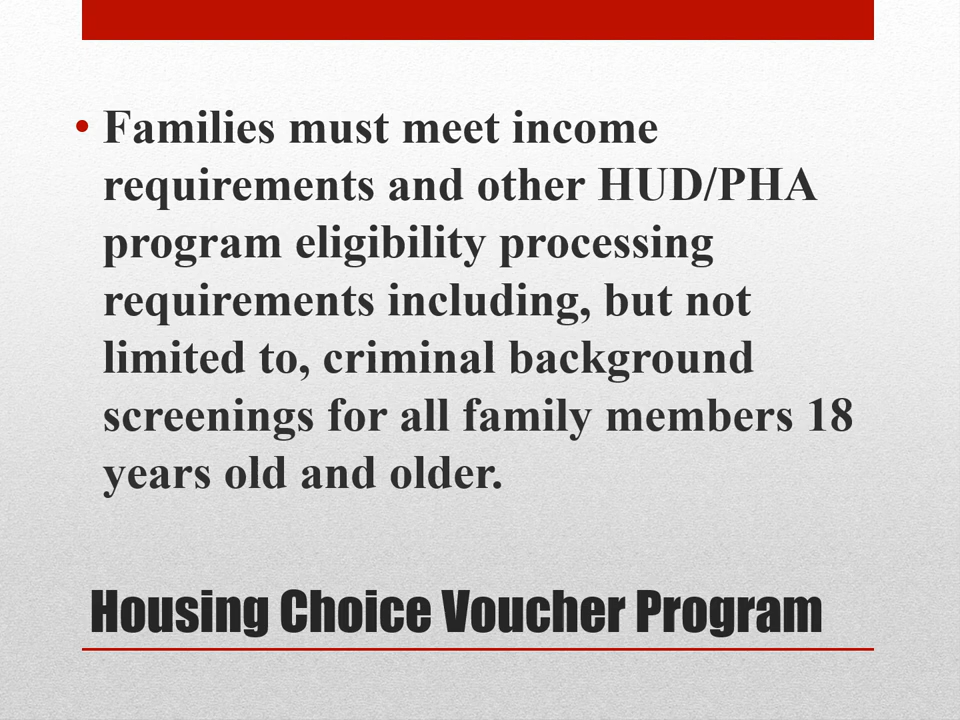 • Families must meet income
requirements and other HUD/PHA
program eligibility processing
requirements including, but not
limited to, criminal background
screenings for all family members 18
years old and older.
Housing Choice Voucher Program